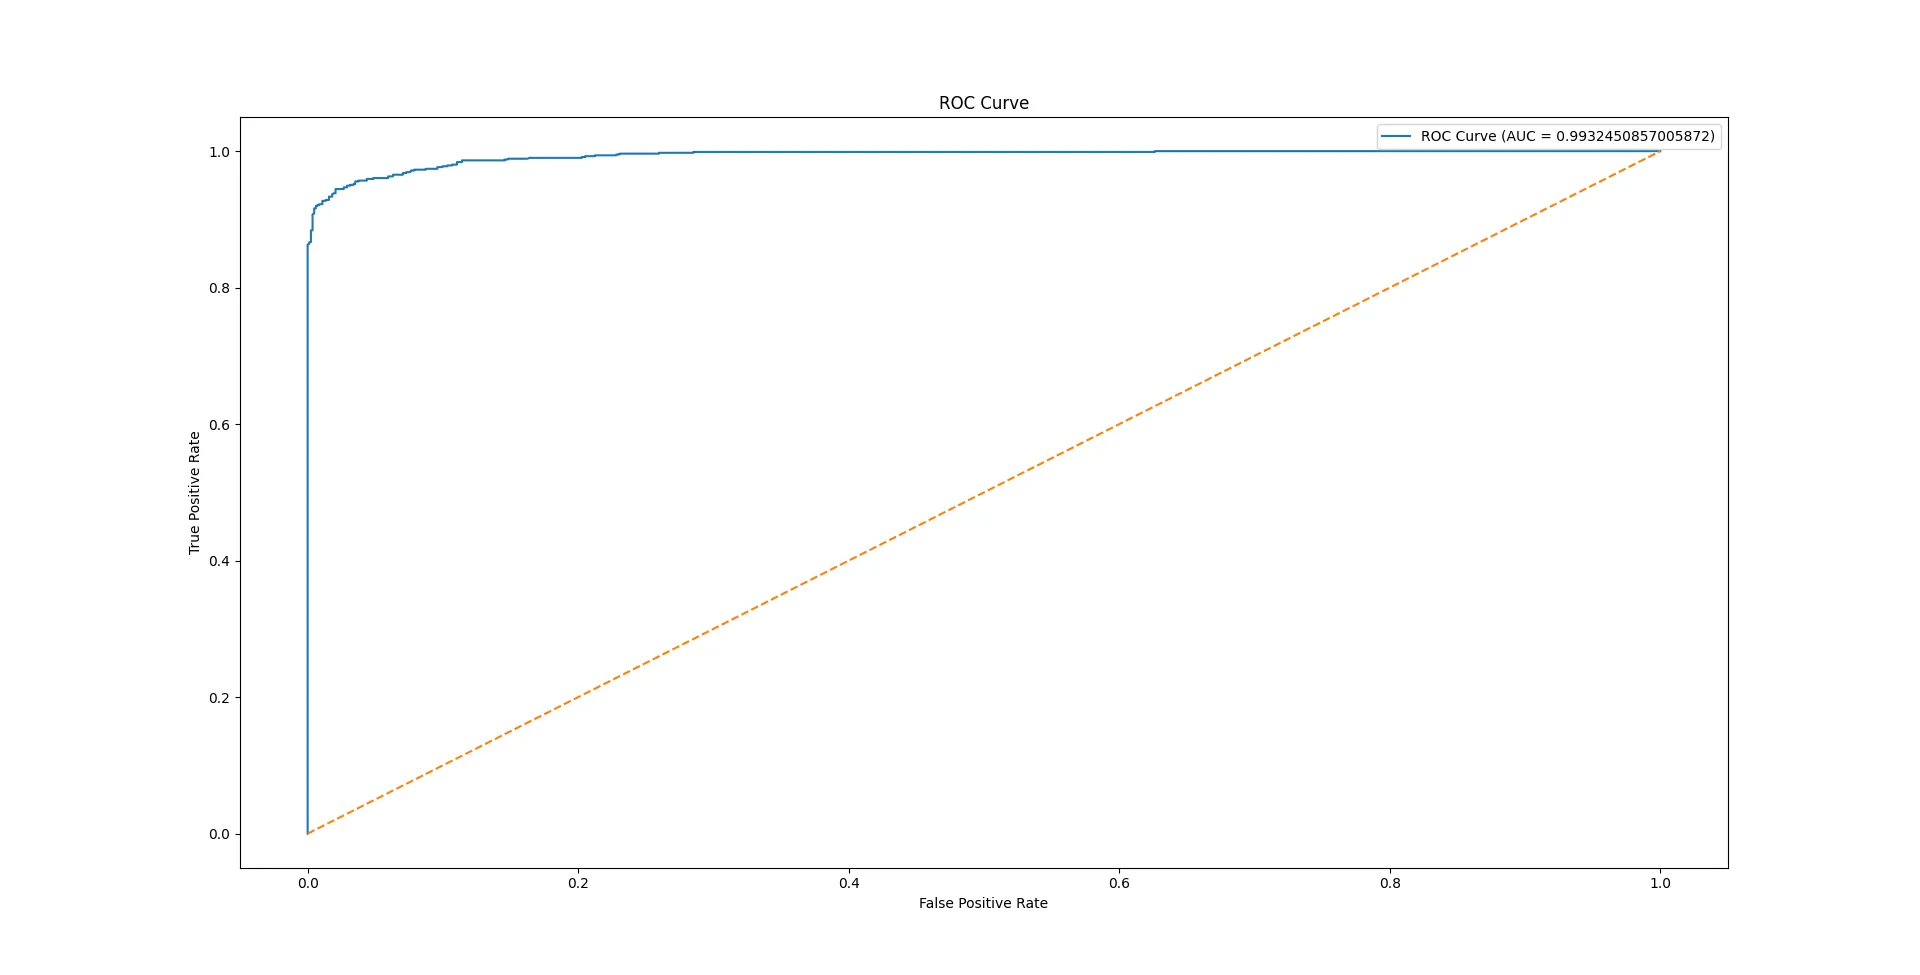 ROC Curve
ROC Curve (AUC = 0.9932450857005872)
1.0
0.8
0.6
0.4
0.2
0.0
True Positive Rate
0.0 0.2 0.4 0.6 0.8 1.0
False Positive Rate